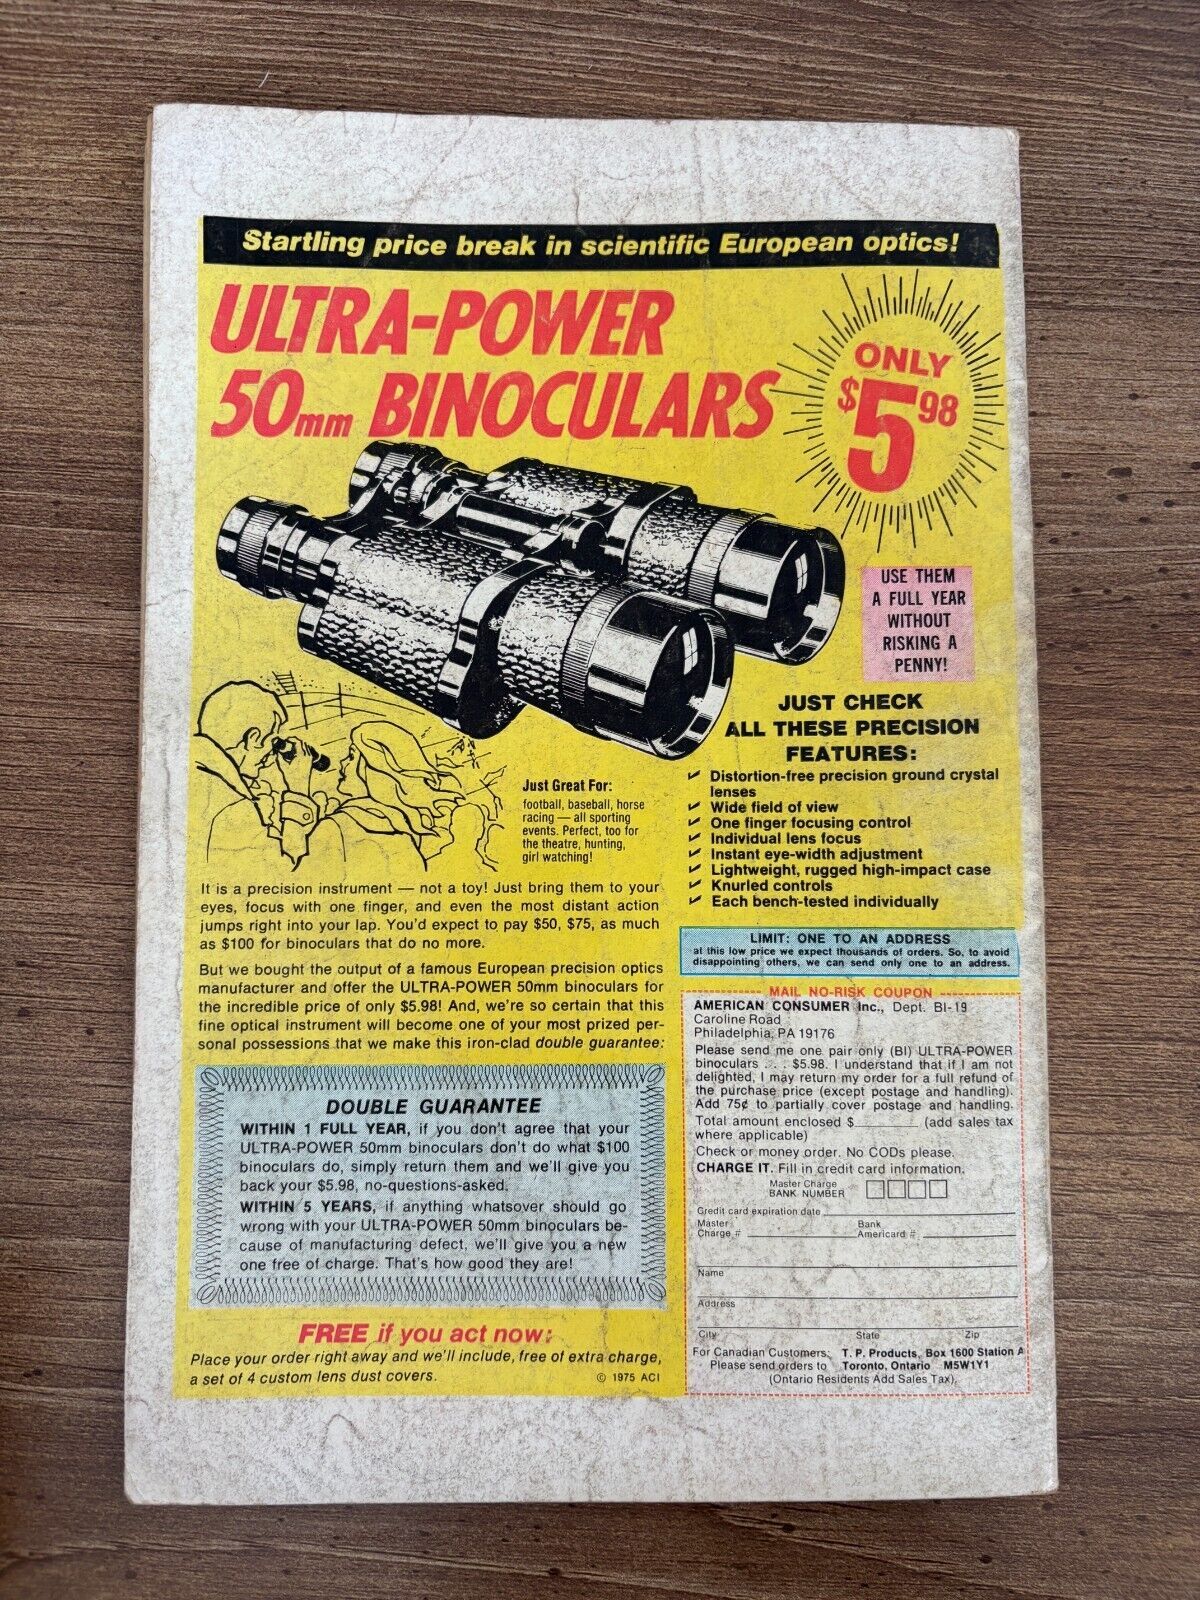 Startling price break in scientific European optics!
ULTRA-POWER
50mm BINOCULARS
ONLY
$5 98
USE THEM
A FULL YEAR
WITHOUT
RISKING A
PENNY!
JUST CHECK
ALL THESE PRECISION
FEATURES:
✔ Distortion-free precision ground crystal
lenses
✔ Wide field of view
✔ One finger focusing control
✔ Individual lens focus
✔ Instant eye-width adjustment
✔ Lightweight, rugged high-impact case
✔ Knurled controls
✔ Each bench-tested individually
Just Great For:
football, baseball, horse
racing — all sporting
events. Perfect, too for
the theatre, hunting,
girl watching!
It is a precision instrument — not a toy! Just bring them to your
eyes, focus with one finger, and even the most distant action
jumps right into your lap. You'd expect to pay $50, $75, as much
as $100 for binoculars that do no more.
But we bought the output of a famous European precision optics
manufacturer and offer the ULTRA-POWER 50mm binoculars for
the incredible price of only $5.98! And, we're so certain that this
fine optical instrument will become one of your most prized per-
sonal possessions that we make this iron-clad double guarantee:
DOUBLE GUARANTEE
WITHIN 1 FULL YEAR, if you don't agree that your
ULTRA-POWER 50mm binoculars don't do what $100
binoculars do, simply return them and we'll give you
back your $5.98, no-questions-asked.
WITHIN 5 YEARS, if anything whatsoever should go
wrong with your ULTRA-POWER 50mm binoculars be-
cause of manufacturing defect, we'll give you a new
one free of charge. That's how good they are!
FREE if you act now:
Place your order right away and we'll include, free of extra charge,
a set of 4 custom lens dust covers.
© 1975 ACI
LIMIT: ONE TO AN ADDRESS
at this low price we expect thousands of orders. So, to avoid
disappointing others, we can send only one to an address.
MAIL NO-RISK COUPON
AMERICAN CONSUMER Inc., Dept. BI-19
Caroline Road
Philadelphia, PA 19176
Please send me one pair only (BI) ULTRA-POWER
binoculars . . . $5.98. I understand that if I am not
delighted, I may return my order for a full refund of
the purchase price (except postage and handling).
Add 75¢ to partially cover postage and handling.
Total amount enclosed $________ (add sales tax
where applicable)
Check or money order. No CODs please.
CHARGE IT. Fill in credit card information.
Master Charge
BANK NUMBER
Credit card expiration date
Master Bank
Charge # Americard #
Name
Address
City State Zip
For Canadian Customers: T. P. Products, Box 1600 Station A
Please send orders to Toronto, Ontario M5W1Y1
(Ontario Residents Add Sales Tax).